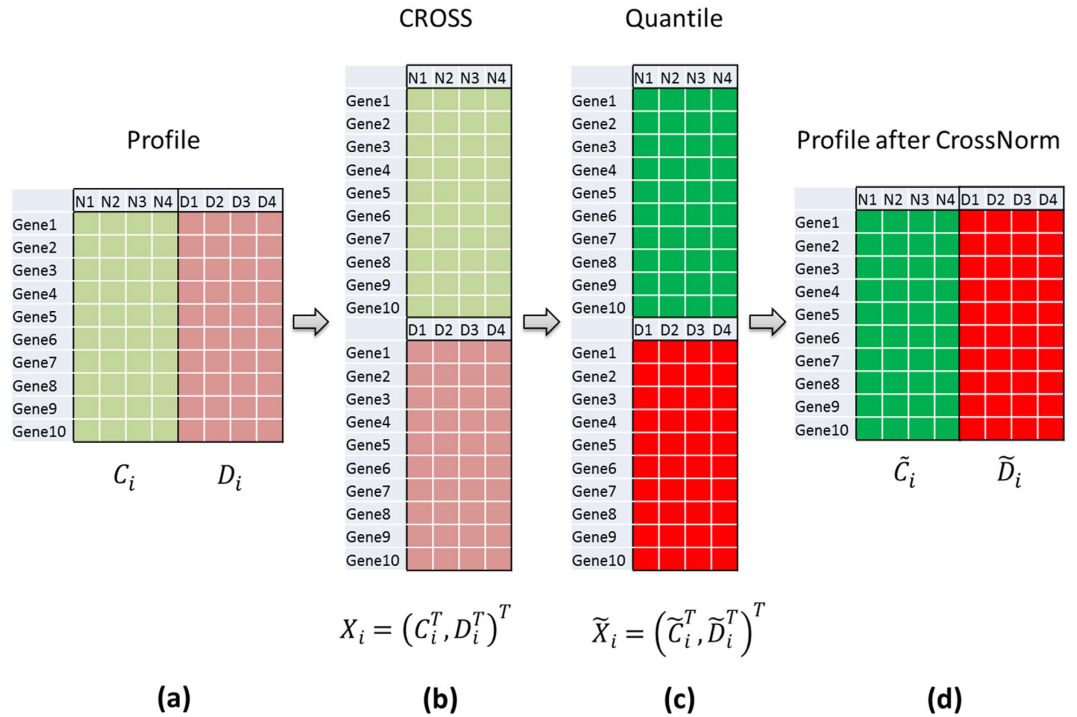 CROSS
Quantile
Profile
Profile after CrossNorm
N1 N2 N3 N4 D1 D2 D3 D4
Gene1
Gene2
Gene3
Gene4
Gene5
Gene6
Gene7
Gene8
Gene9
Gene10
C_i
D_i
N1 N2 N3 N4
Gene1
Gene2
Gene3
Gene4
Gene5
Gene6
Gene7
Gene8
Gene9
Gene10
D1 D2 D3 D4
Gene1
Gene2
Gene3
Gene4
Gene5
Gene6
Gene7
Gene8
Gene9
Gene10
X_i = (C_i^T, D_i^T)^T
N1 N2 N3 N4
Gene1
Gene2
Gene3
Gene4
Gene5
Gene6
Gene7
Gene8
Gene9
Gene10
D1 D2 D3 D4
Gene1
Gene2
Gene3
Gene4
Gene5
Gene6
Gene7
Gene8
Gene9
Gene10
X̃_i = (C̃_i^T, D̃_i^T)^T
N1 N2 N3 N4 D1 D2 D3 D4
Gene1
Gene2
Gene3
Gene4
Gene5
Gene6
Gene7
Gene8
Gene9
Gene10
C̃_i
D̃_i
(a)
(b)
(c)
(d)